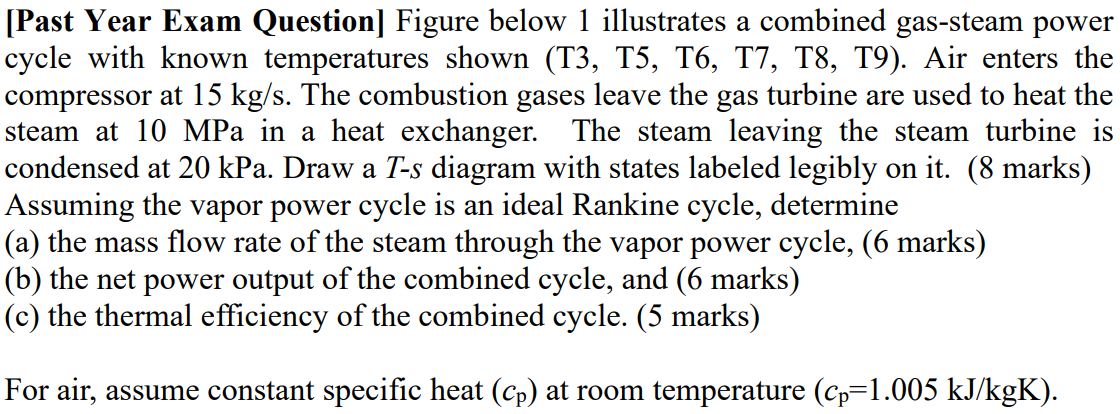 [Past Year Exam Question] Figure below 1 illustrates a combined gas-steam power
cycle with known temperatures shown (T3, T5, T6, T7, T8, T9). Air enters the
compressor at 15 kg/s. The combustion gases leave the gas turbine are used to heat the
steam at 10 MPa in a heat exchanger. The steam leaving the steam turbine is
condensed at 20 kPa. Draw a T-s diagram with states labeled legibly on it. (8 marks)
Assuming the vapor power cycle is an ideal Rankine cycle, determine
(a) the mass flow rate of the steam through the vapor power cycle, (6 marks)
(b) the net power output of the combined cycle, and (6 marks)
(c) the thermal efficiency of the combined cycle. (5 marks)
For air, assume constant specific heat (cp) at room temperature (cp=1.005 kJ/kgK).